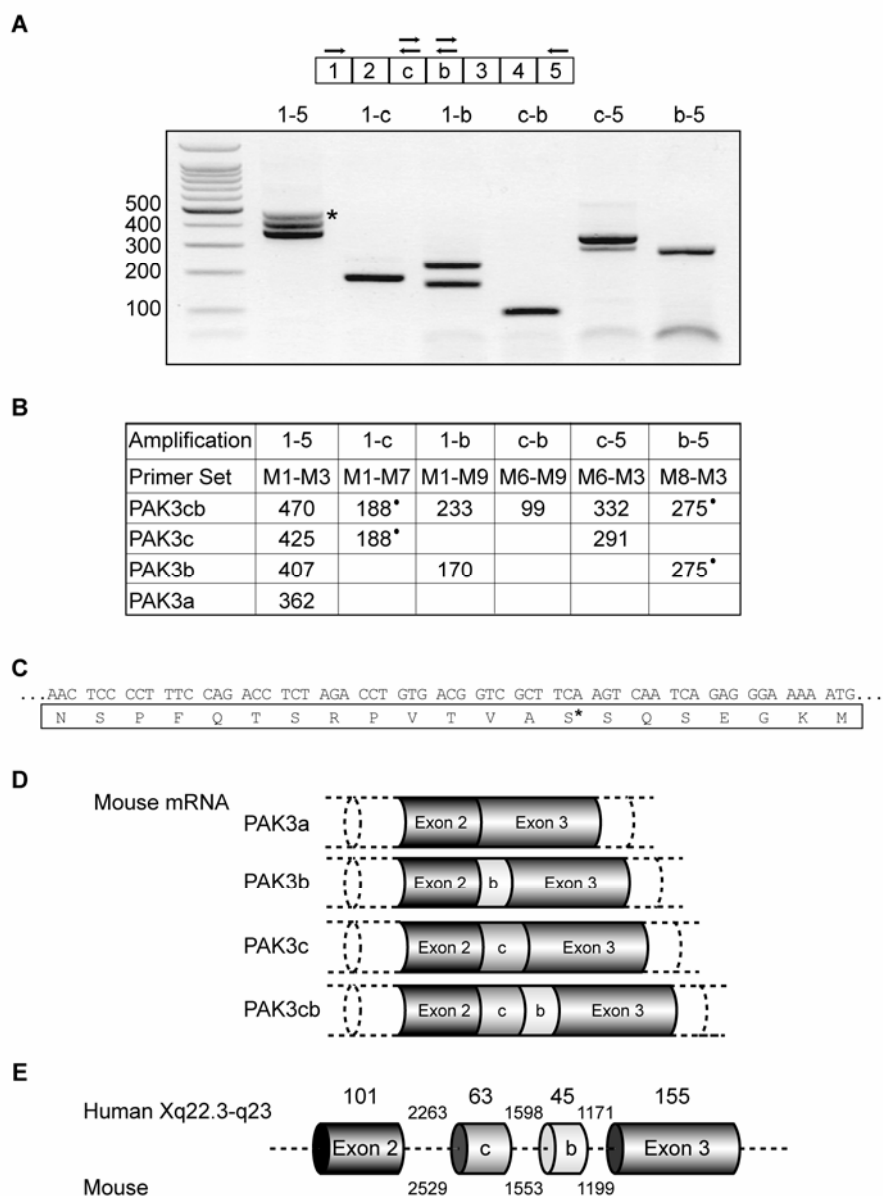 A
1 2 c b 3 4 5
1-5 1-c 1-b c-b c-5 b-5
500
400
300
200
100
*
B
Amplification 1-5 1-c 1-b c-b c-5 b-5
Primer Set M1-M3 M1-M7 M1-M9 M6-M9 M6-M3 M8-M3
PAK3cb 470 188• 233 99 332 275•
PAK3c 425 188• 291
PAK3b 407 170 275•
PAK3a 362
C
...AAC TCC CCT TTC CAG ACC TCT AGA CCT GTG ACG GTC GCT TCA AGT CAA TCA GAG GGA AAA ATG...
N S P F Q T S R P V T V A S* S Q S E G K M
D
Mouse mRNA
PAK3a Exon 2 Exon 3
PAK3b Exon 2 b Exon 3
PAK3c Exon 2 c Exon 3
PAK3cb Exon 2 c b Exon 3
E
101 63 45 155
Human Xq22.3-q23 2263 1598 1171
Exon 2 c b Exon 3
Mouse 2529 1553 1199